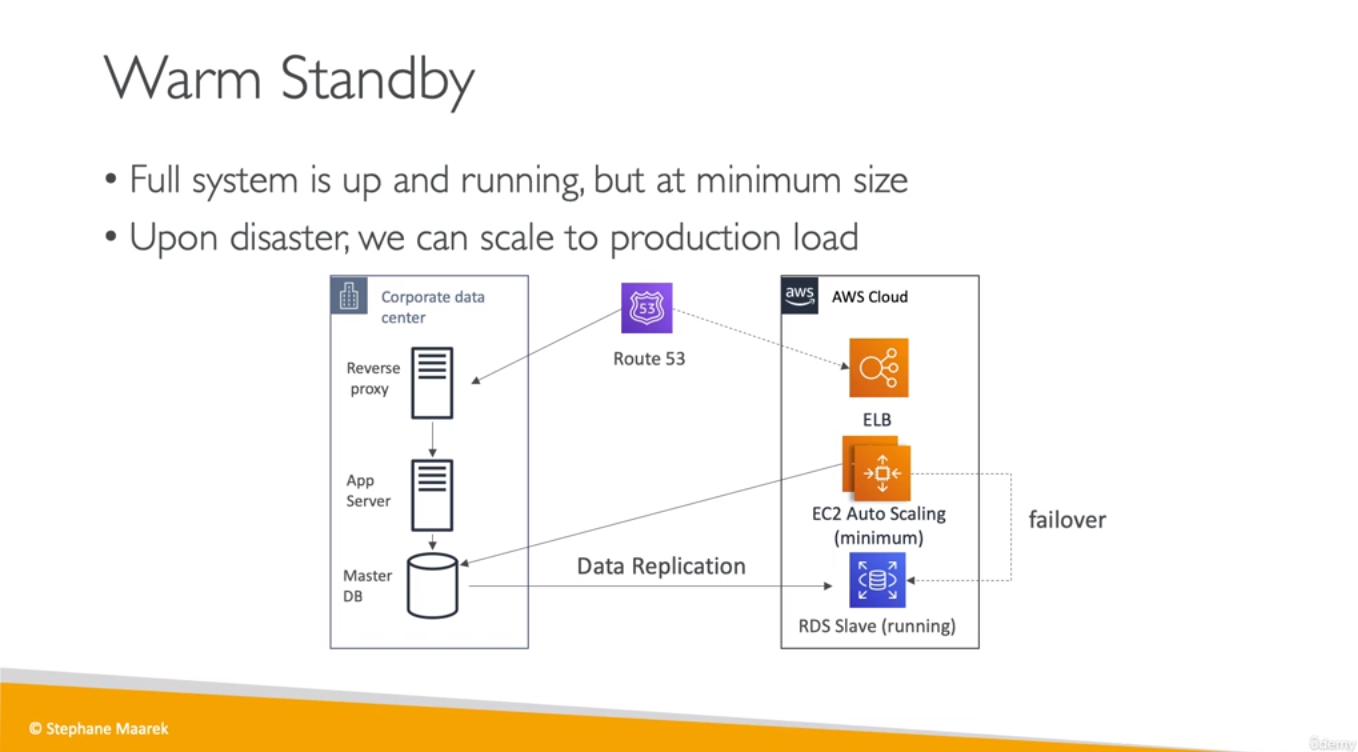 Warm Standby
• Full system is up and running, but at minimum size
• Upon disaster, we can scale to production load
Corporate data
center
Reverse
proxy
App
Server
Master
DB
53
Route 53
Data Replication
aws
AWS Cloud
ELB
EC2 Auto Scaling
(minimum)
RDS Slave (running)
failover
© Stephane Maarek
ûdemy